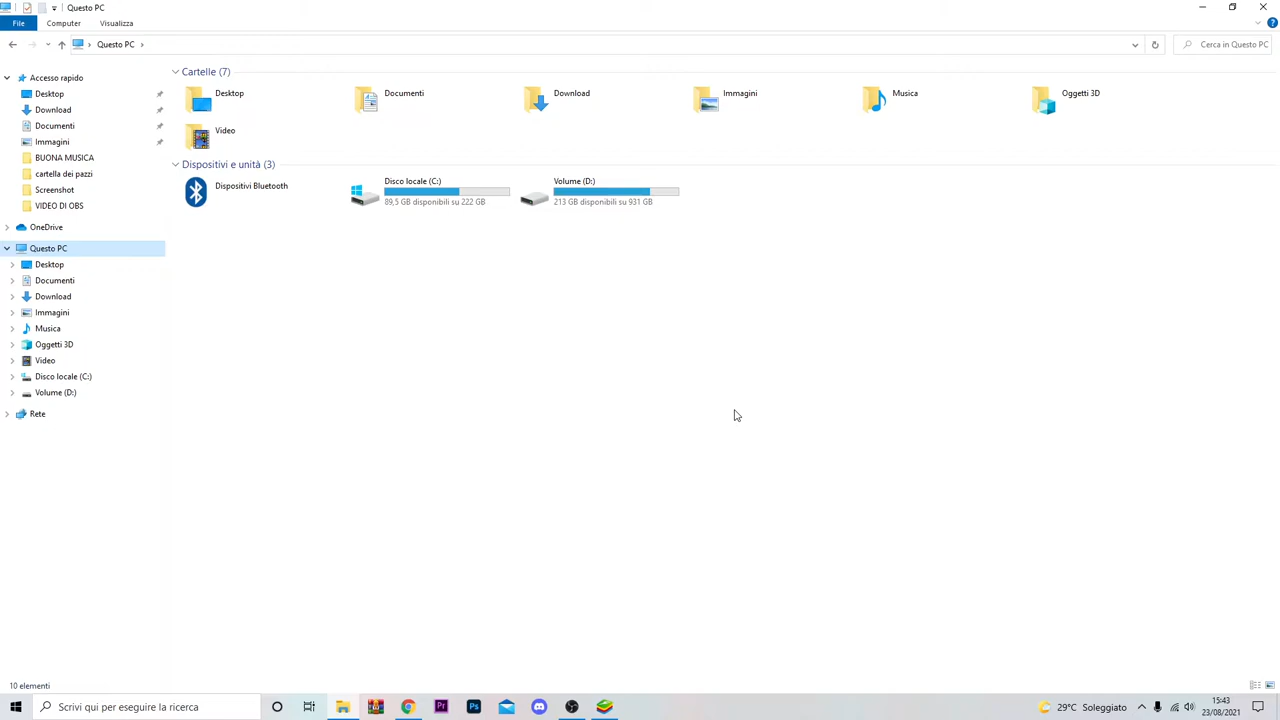 Questo PC
File Computer Visualizza
Questo PC
Cerca in Questo PC
Accesso rapido
Desktop
Download
Documenti
Immagini
BUONA MUSICA
cartella dei pazzi
Screenshot
VIDEO DI OBS
OneDrive
Questo PC
Desktop
Documenti
Download
Immagini
Musica
Oggetti 3D
Video
Disco locale (C:)
Volume (D:)
Rete
Cartelle (7)
Desktop
Documenti
Download
Immagini
Musica
Oggetti 3D
Video
Dispositivi e unità (3)
Dispositivi Bluetooth
Disco locale (C:)
89,5 GB disponibili su 222 GB
Volume (D:)
213 GB disponibili su 931 GB
10 elementi
Scrivi qui per eseguire la ricerca
Pr
Ps
29°C Soleggiato
15:43
23/08/2021